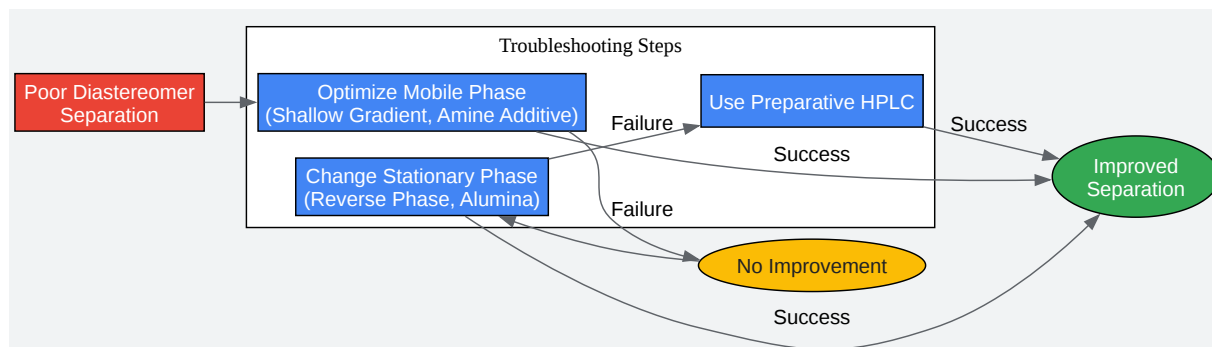 Troubleshooting Steps
Poor Diastereomer
Separation
Optimize Mobile Phase
(Shallow Gradient, Amine Additive)
Use Preparative HPLC
Failure
Success
Success
Improved
Separation
Change Stationary Phase
(Reverse Phase, Alumina)
Failure
No Improvement
Success